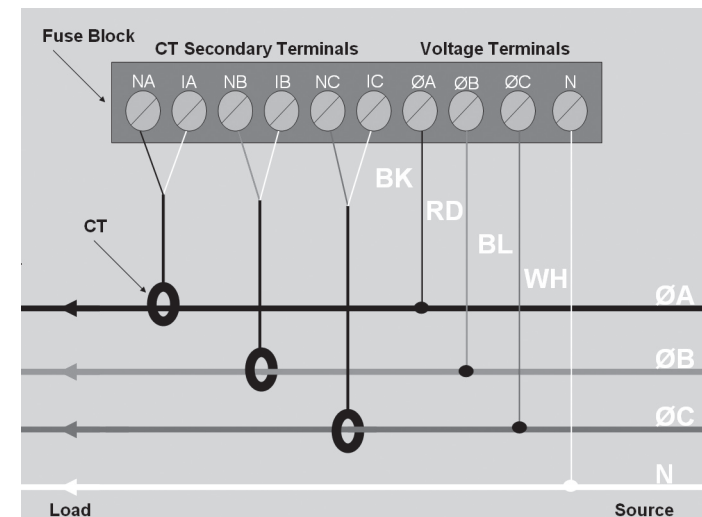 Fuse Block
CT Secondary Terminals
Voltage Terminals
NA IA NB IB NC IC ØA ØB ØC N
BK
RD
BL
WH
CT
ØA
ØB
ØC
N
Load
Source